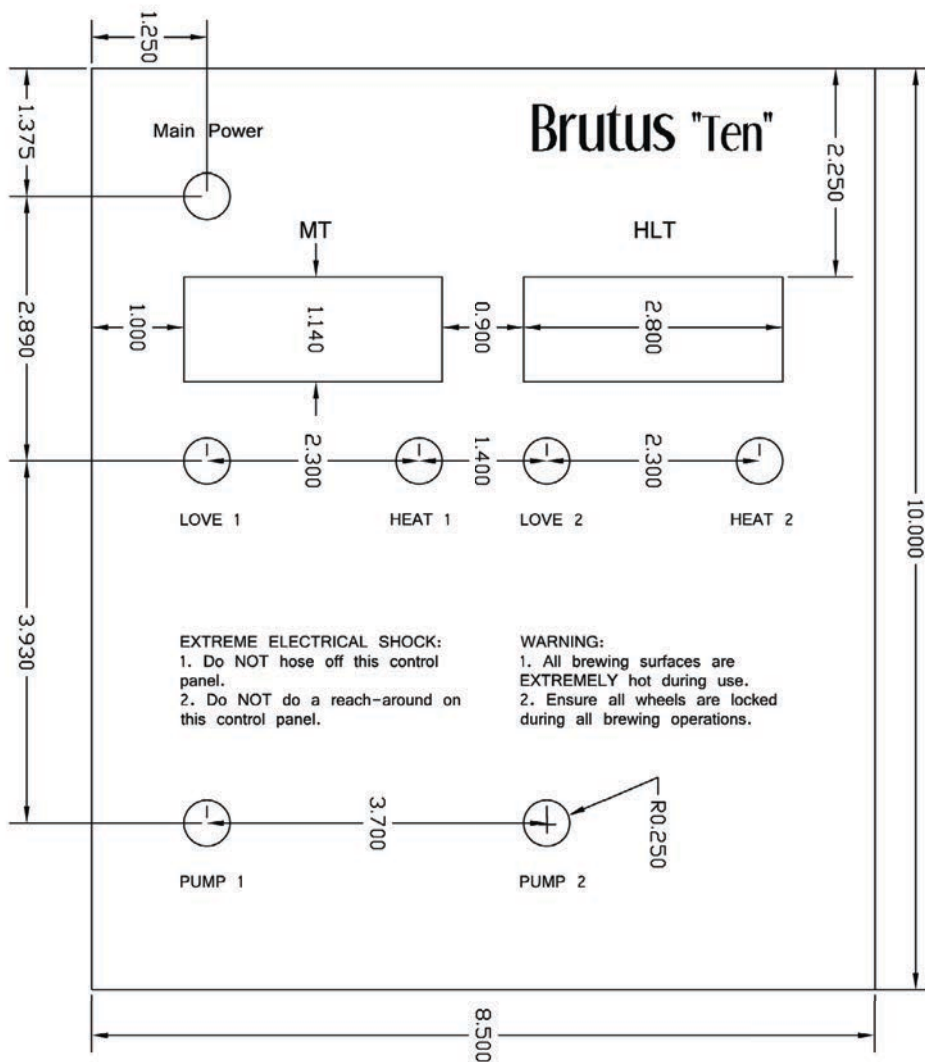 1.250
1.375
Main Power
Brutus "Ten"
2.250
MT
HLT
2.890
1.000
1.140
0.900
2.800
2.300
1.400
2.300
LOVE 1
HEAT 1
LOVE 2
HEAT 2
10.000
3.930
EXTREME ELECTRICAL SHOCK:
1. Do NOT hose off this control
panel.
2. Do NOT do a reach-around on
this control panel.
WARNING:
1. All brewing surfaces are
EXTREMELY hot during use.
2. Ensure all wheels are locked
during all brewing operations.
3.700
R0.250
PUMP 1
PUMP 2
8.500